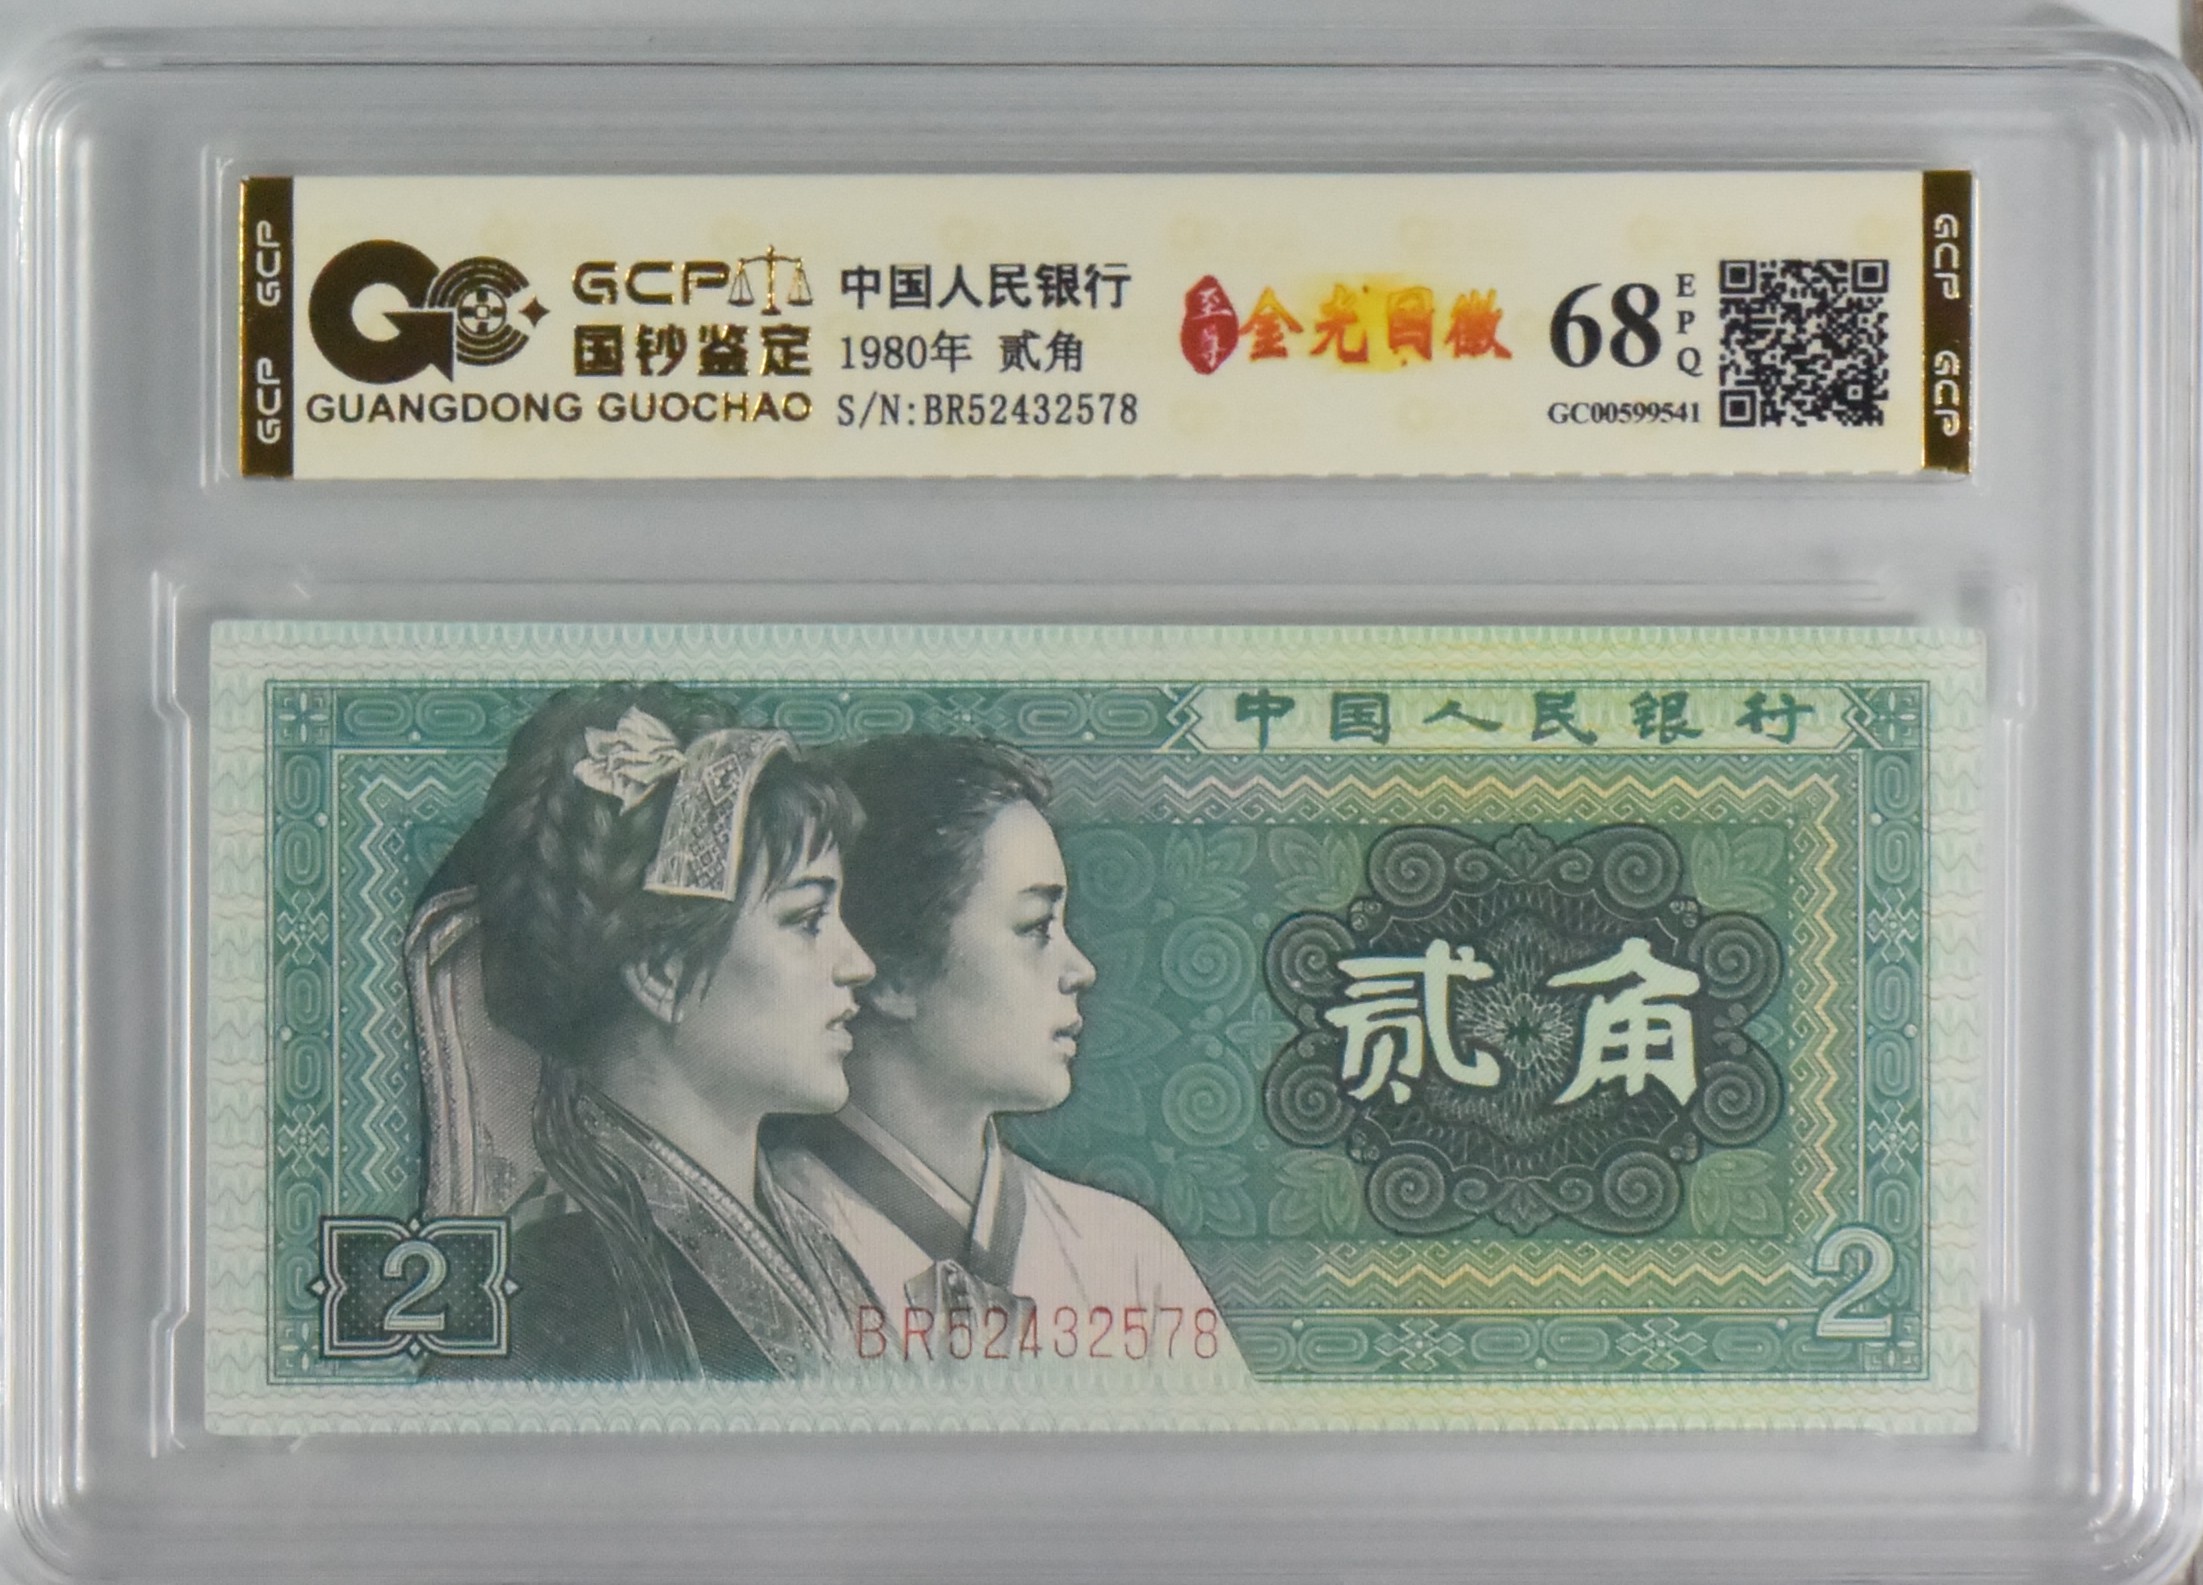 GCP GCP
GCP
国钞鉴定
GUANGDONG GUOCHAO
中国人民银行
1980年 贰角
S/N:BR52432578
至尊
金光国徽
68
EPQ
GC00599541
GCP GCP
中国人民银行
贰角
2
2
BR52432578